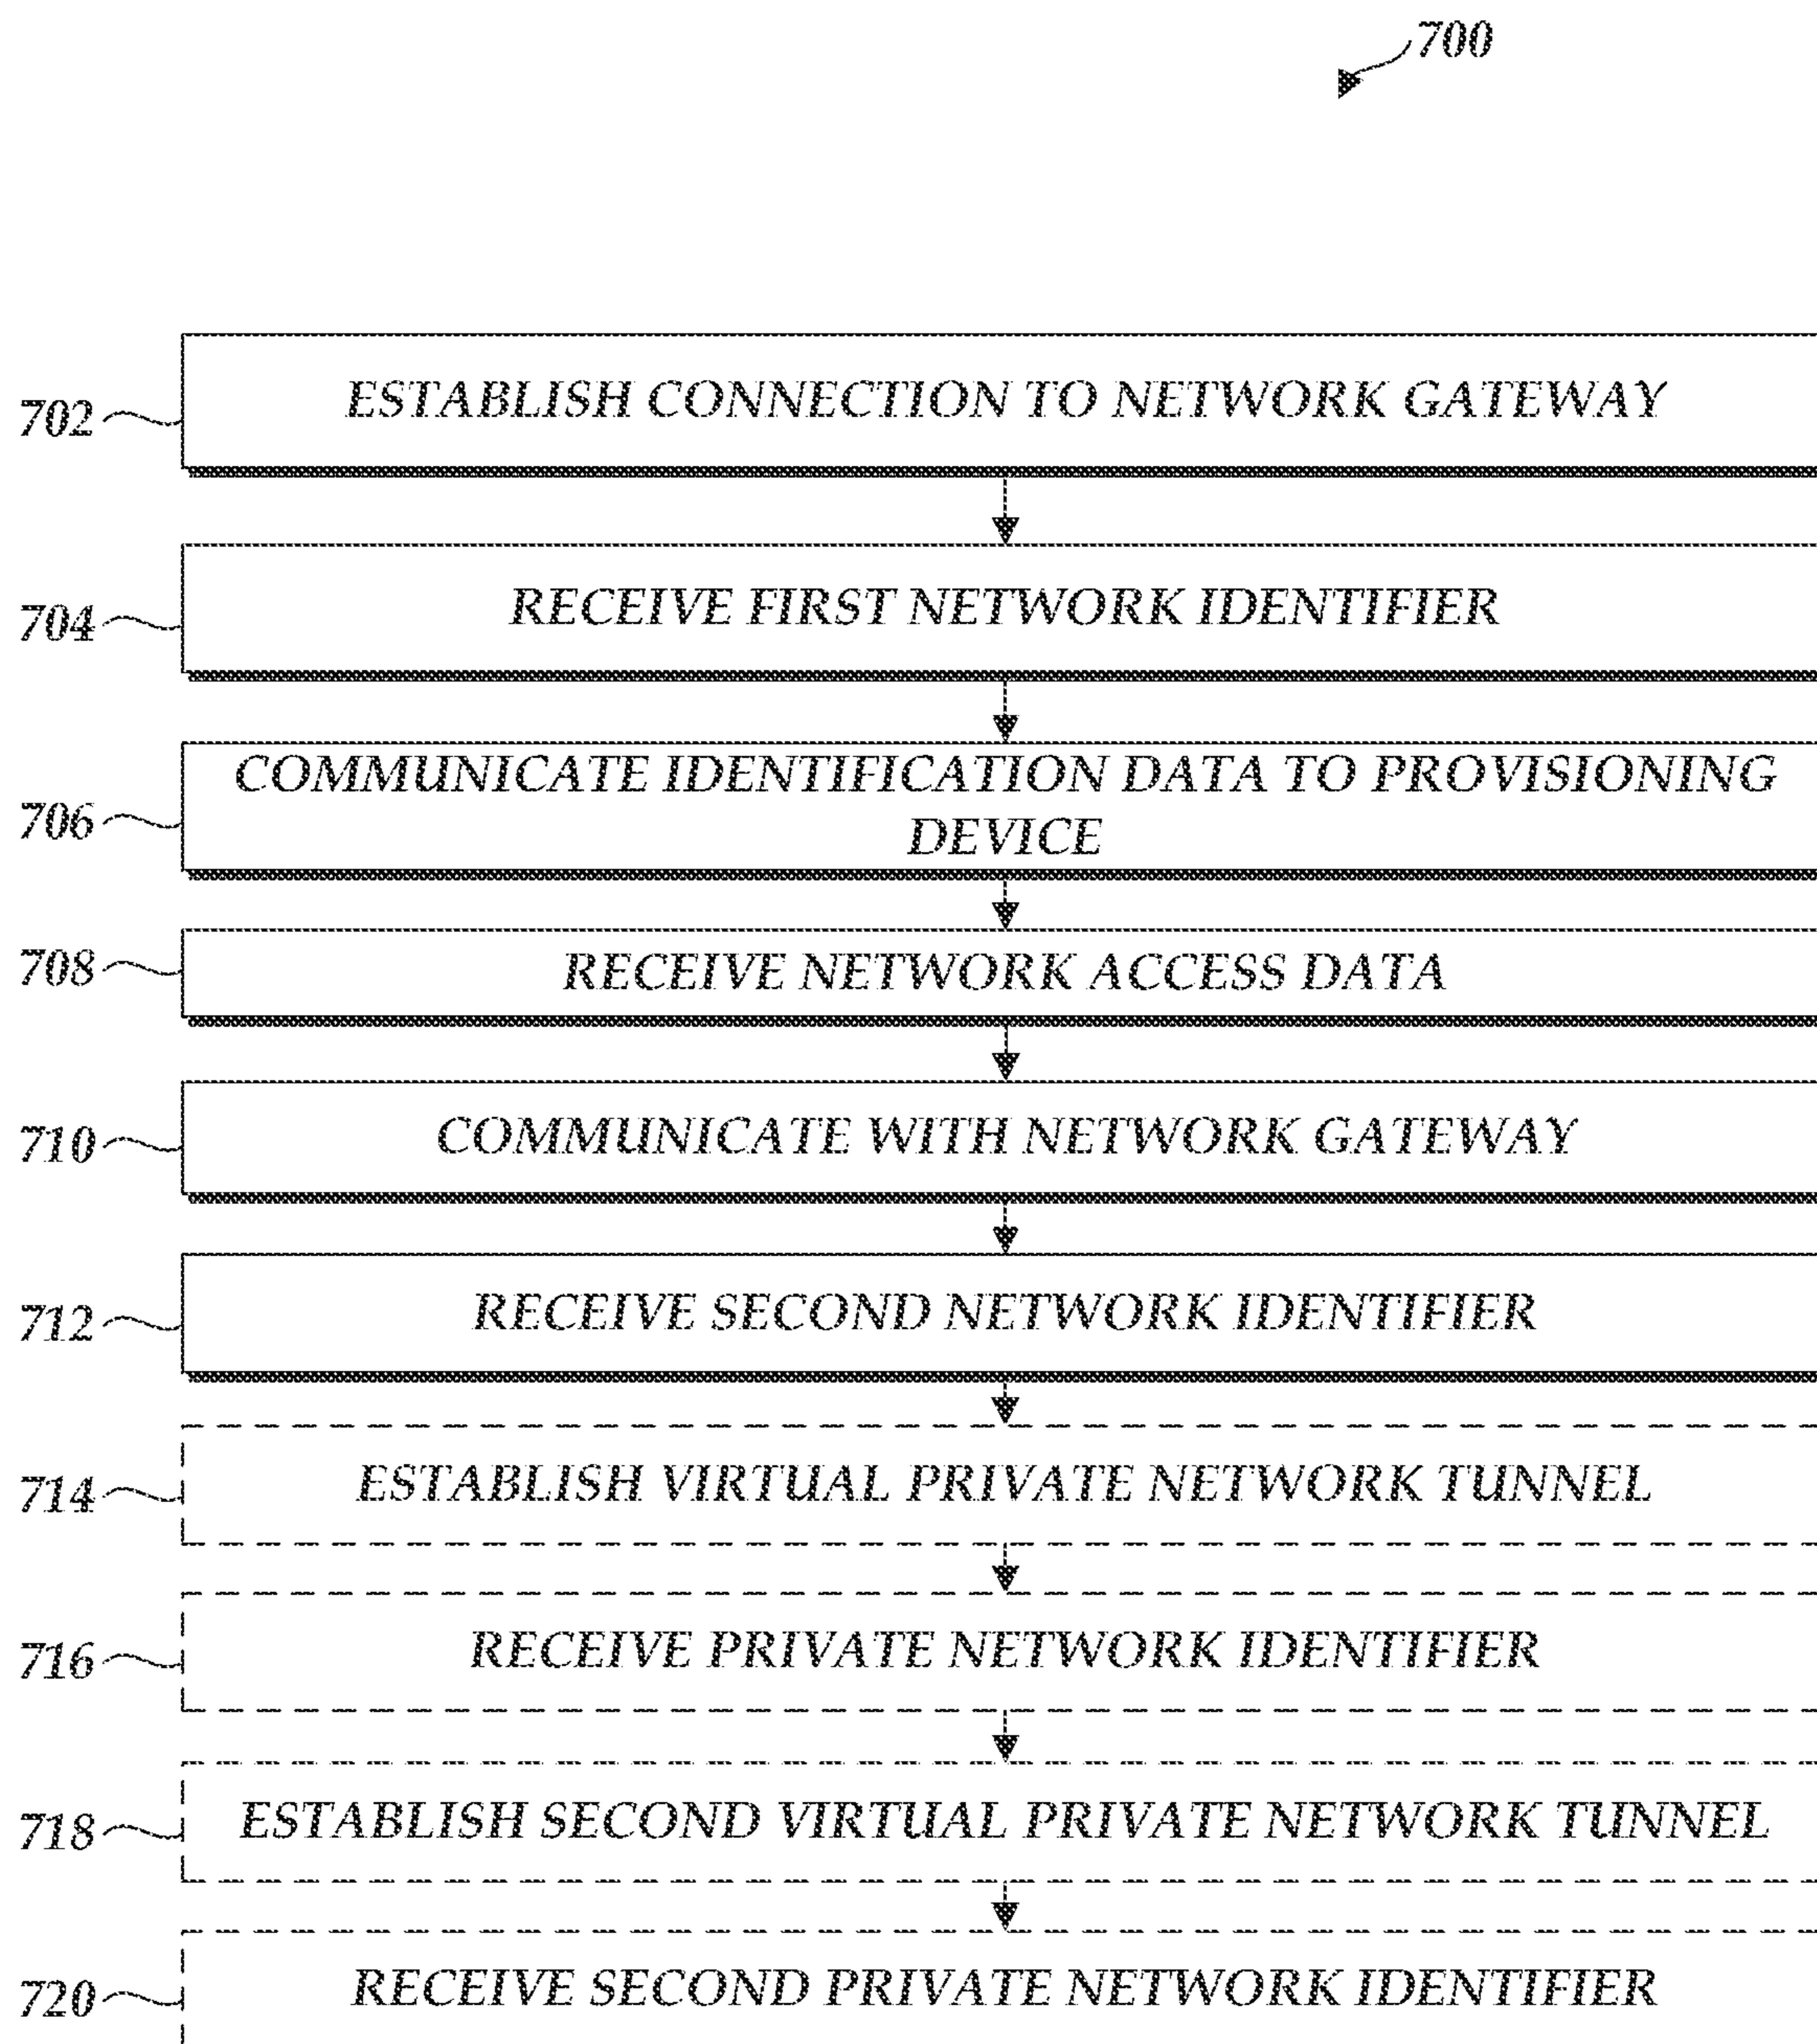 700
702 ESTABLISH CONNECTION TO NETWORK GATEWAY
704 RECEIVE FIRST NETWORK IDENTIFIER
706 COMMUNICATE IDENTIFICATION DATA TO PROVISIONING
DEVICE
708 RECEIVE NETWORK ACCESS DATA
710 COMMUNICATE WITH NETWORK GATEWAY
712 RECEIVE SECOND NETWORK IDENTIFIER
714 ESTABLISH VIRTUAL PRIVATE NETWORK TUNNEL
716 RECEIVE PRIVATE NETWORK IDENTIFIER
718 ESTABLISH SECOND VIRTUAL PRIVATE NETWORK TUNNEL
720 RECEIVE SECOND PRIVATE NETWORK IDENTIFIER